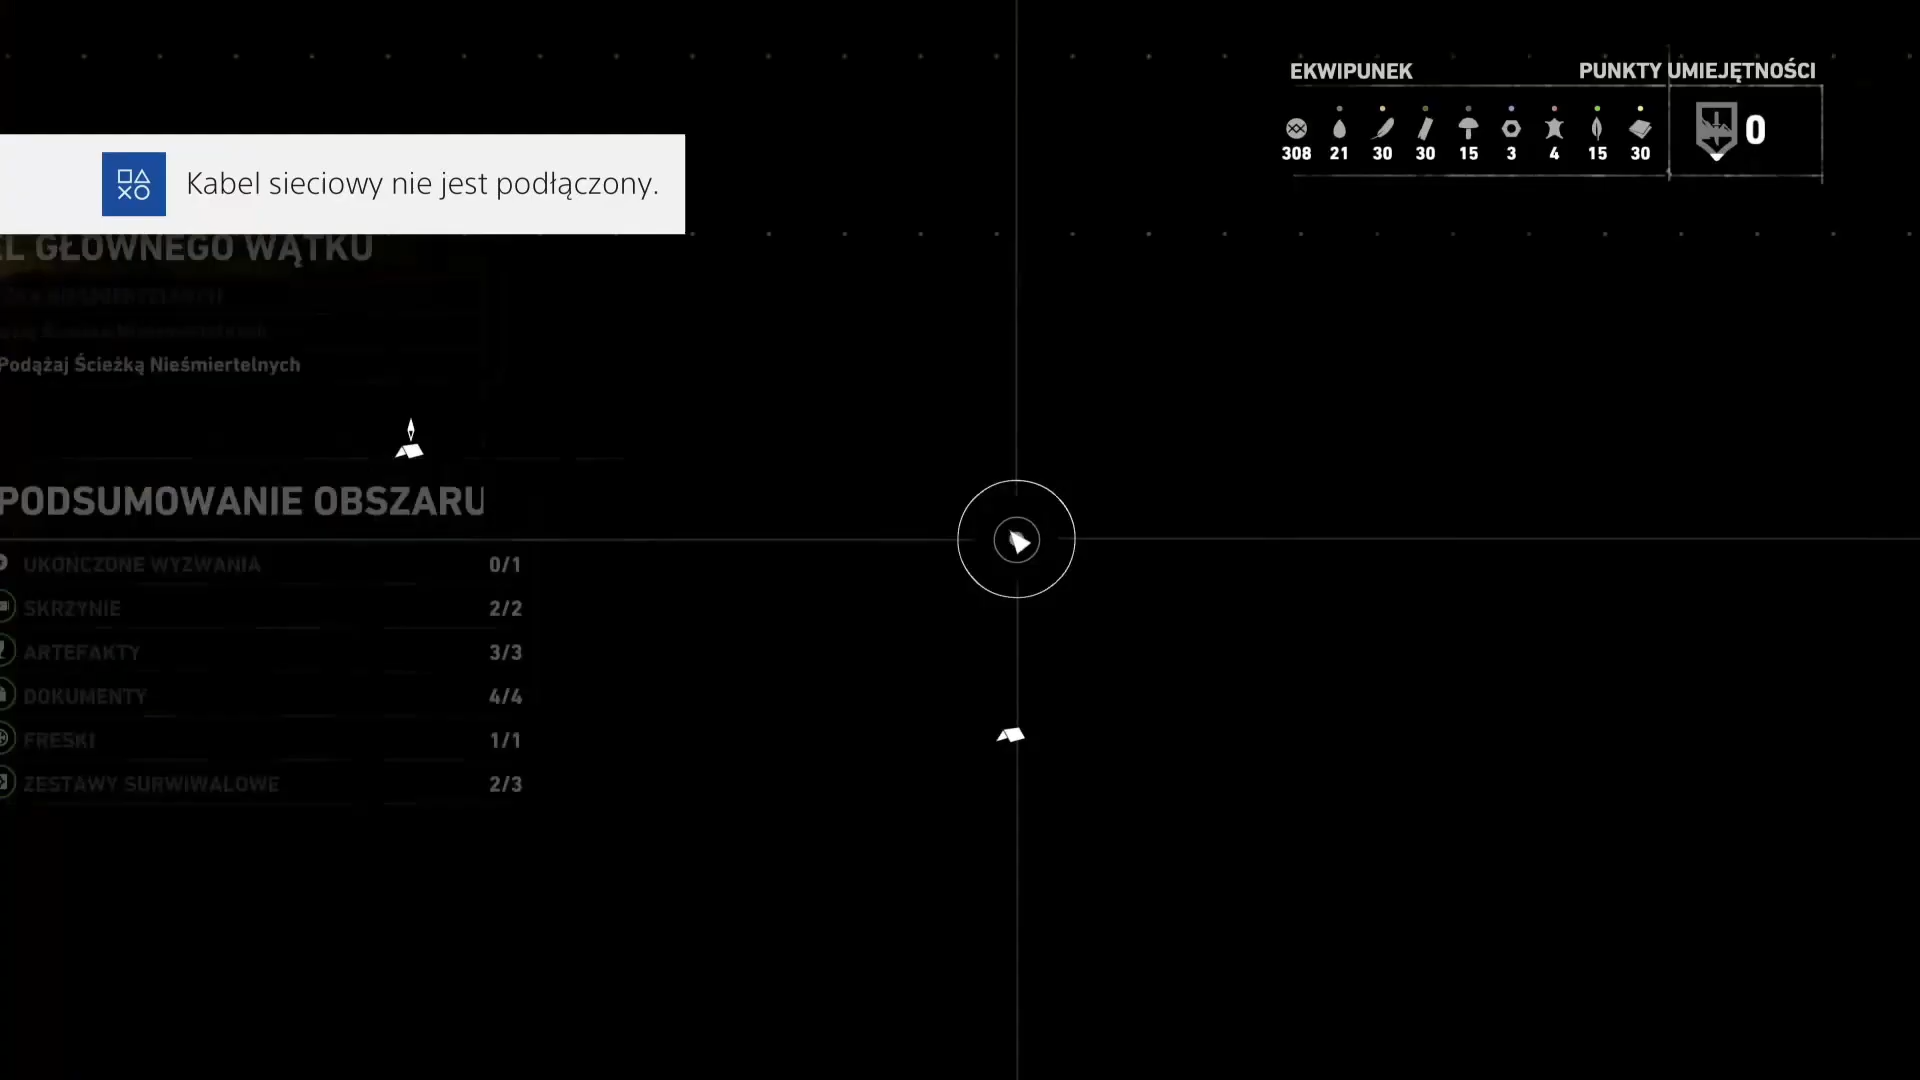 EKWIPUNEK
PUNKTY UMIEJĘTNOŚCI
308 21 30 30 15 3 4 15 30
0
Kabel sieciowy nie jest podłączony.
EL GŁÓWNEGO WĄTKU
Podążaj Ścieżką Nieśmiertelnych
PODSUMOWANIE OBSZARU
UKOŃCZONE WYZWANIA 0/1
SKRZYNIE 2/2
ARTEFAKTY 3/3
DOKUMENTY 4/4
FRESKI 1/1
ZESTAWY SURWIWALOWE 2/3